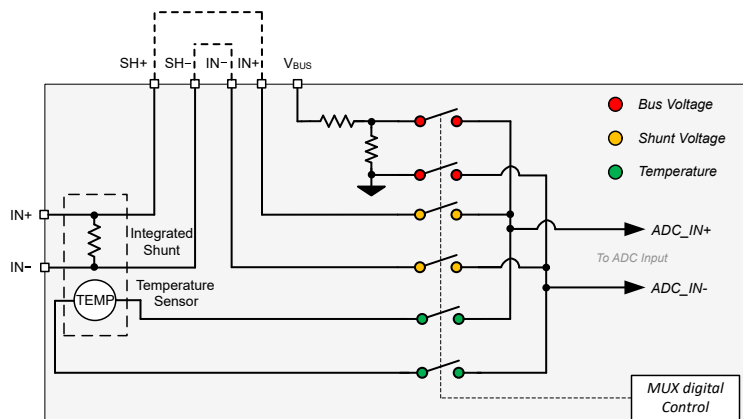 SH+ SH− IN− IN+ VBUS
Bus Voltage
Shunt Voltage
Temperature
IN+
Integrated
Shunt
ADC_IN+
To ADC Input
IN−
Temperature
Sensor
TEMP
ADC_IN-
MUX digital
Control